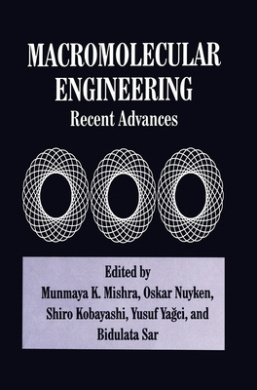 MACROMOLECULAR
ENGINEERING
Recent Advances
Edited by
Munmaya K. Mishra, Oskar Nuyken,
Shiro Kobayashi, Yusuf Yağci, and
Bidulata Sar